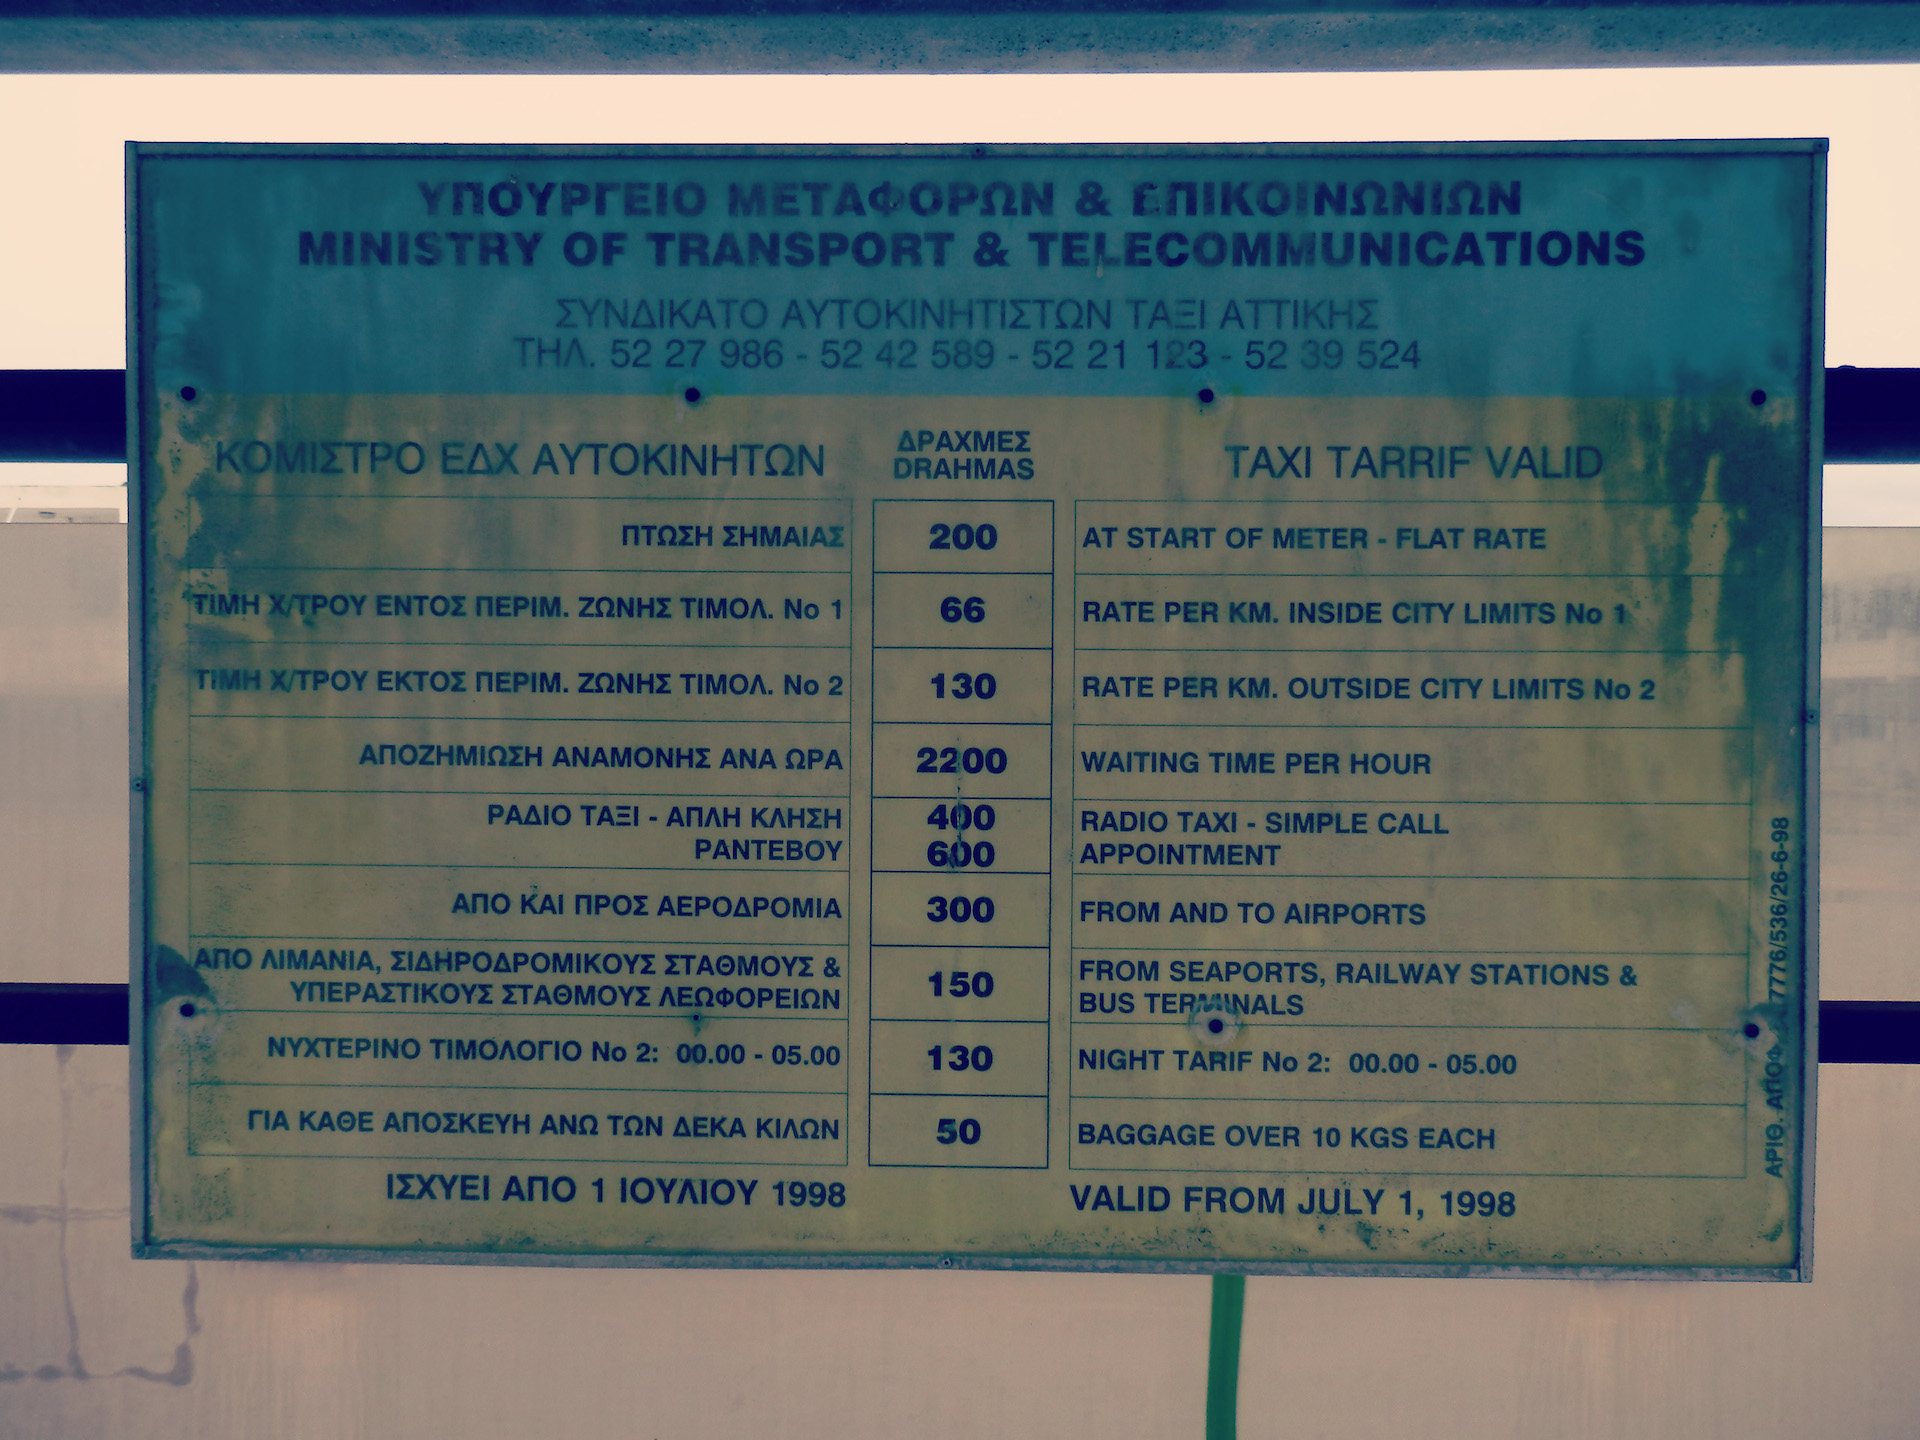 ΥΠΟΥΡΓΕΙΟ ΜΕΤΑΦΟΡΩΝ & ΕΠΙΚΟΙΝΩΝΙΩΝ
MINISTRY OF TRANSPORT & TELECOMMUNICATIONS
ΣΥΝΔΙΚΑΤΟ ΑΥΤΟΚΙΝΗΤΙΣΤΩΝ ΤΑΞΙ ΑΤΤΙΚΗΣ
ΤΗΛ. 52 27 986 - 52 42 589 - 52 21 123 - 52 39 524
ΚΟΜΙΣΤΡΟ ΕΔΧ ΑΥΤΟΚΙΝΗΤΩΝ
ΔΡΑΧΜΕΣ
DRAHMAS
TAXI TARRIF VALID
ΠΤΩΣΗ ΣΗΜΑΙΑΣ 200 AT START OF METER - FLAT RATE
ΤΙΜΗ Χ/ΤΡΟΥ ΕΝΤΟΣ ΠΕΡΙΜ. ΖΩΝΗΣ ΤΙΜΟΛ. Νο 1 66 RATE PER KM. INSIDE CITY LIMITS No 1
ΤΙΜΗ Χ/ΤΡΟΥ ΕΚΤΟΣ ΠΕΡΙΜ. ΖΩΝΗΣ ΤΙΜΟΛ. Νο 2 130 RATE PER KM. OUTSIDE CITY LIMITS No 2
ΑΠΟΖΗΜΙΩΣΗ ΑΝΑΜΟΝΗΣ ΑΝΑ ΩΡΑ 2200 WAITING TIME PER HOUR
ΡΑΔΙΟ ΤΑΞΙ - ΑΠΛΗ ΚΛΗΣΗ 400 RADIO TAXI - SIMPLE CALL
ΡΑΝΤΕΒΟΥ 600 APPOINTMENT
ΑΠΟ ΚΑΙ ΠΡΟΣ ΑΕΡΟΔΡΟΜΙΑ 300 FROM AND TO AIRPORTS
ΑΠΟ ΛΙΜΑΝΙΑ, ΣΙΔΗΡΟΔΡΟΜΙΚΟΥΣ ΣΤΑΘΜΟΥΣ &
ΥΠΕΡΑΣΤΙΚΟΥΣ ΣΤΑΘΜΟΥΣ ΛΕΩΦΟΡΕΙΩΝ
150
FROM SEAPORTS, RAILWAY STATIONS &
BUS TERMINALS
ΝΥΧΤΕΡΙΝΟ ΤΙΜΟΛΟΓΙΟ Νο 2: 00.00 - 05.00 130 NIGHT TARIF No 2: 00.00 - 05.00
ΓΙΑ ΚΑΘΕ ΑΠΟΣΚΕΥΗ ΑΝΩ ΤΩΝ ΔΕΚΑ ΚΙΛΩΝ 50 BAGGAGE OVER 10 KGS EACH
ΙΣΧΥΕΙ ΑΠΟ 1 ΙΟΥΛΙΟΥ 1998
VALID FROM JULY 1, 1998
ΑΡΙΘ. ΑΠΟΦ.